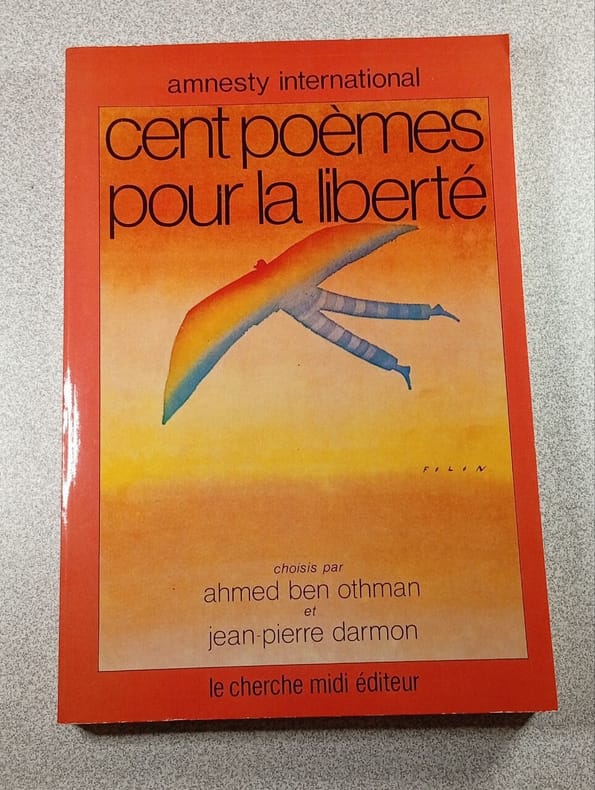 amnesty international
cent poèmes
pour la liberté
FOLON
choisis par
ahmed ben othman
et
jean-pierre darmon
le cherche midi éditeur